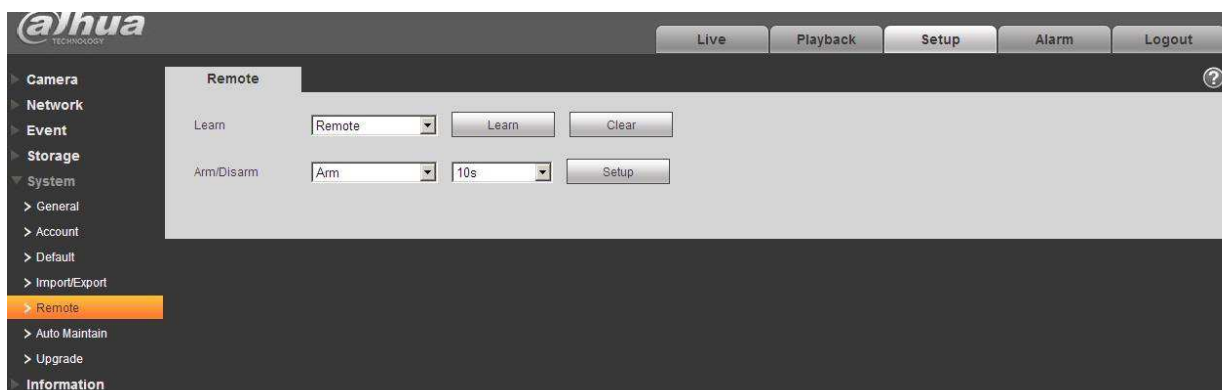 alhua
TECHNOLOGY
Live Playback Setup Alarm Logout
Camera
Network
Event
Storage
System
> General
> Account
> Default
> Import/Export
> Remote
> Auto Maintain
> Upgrade
Information
Remote
?
Learn Remote Learn Clear
Arm/Disarm Arm 10s Setup